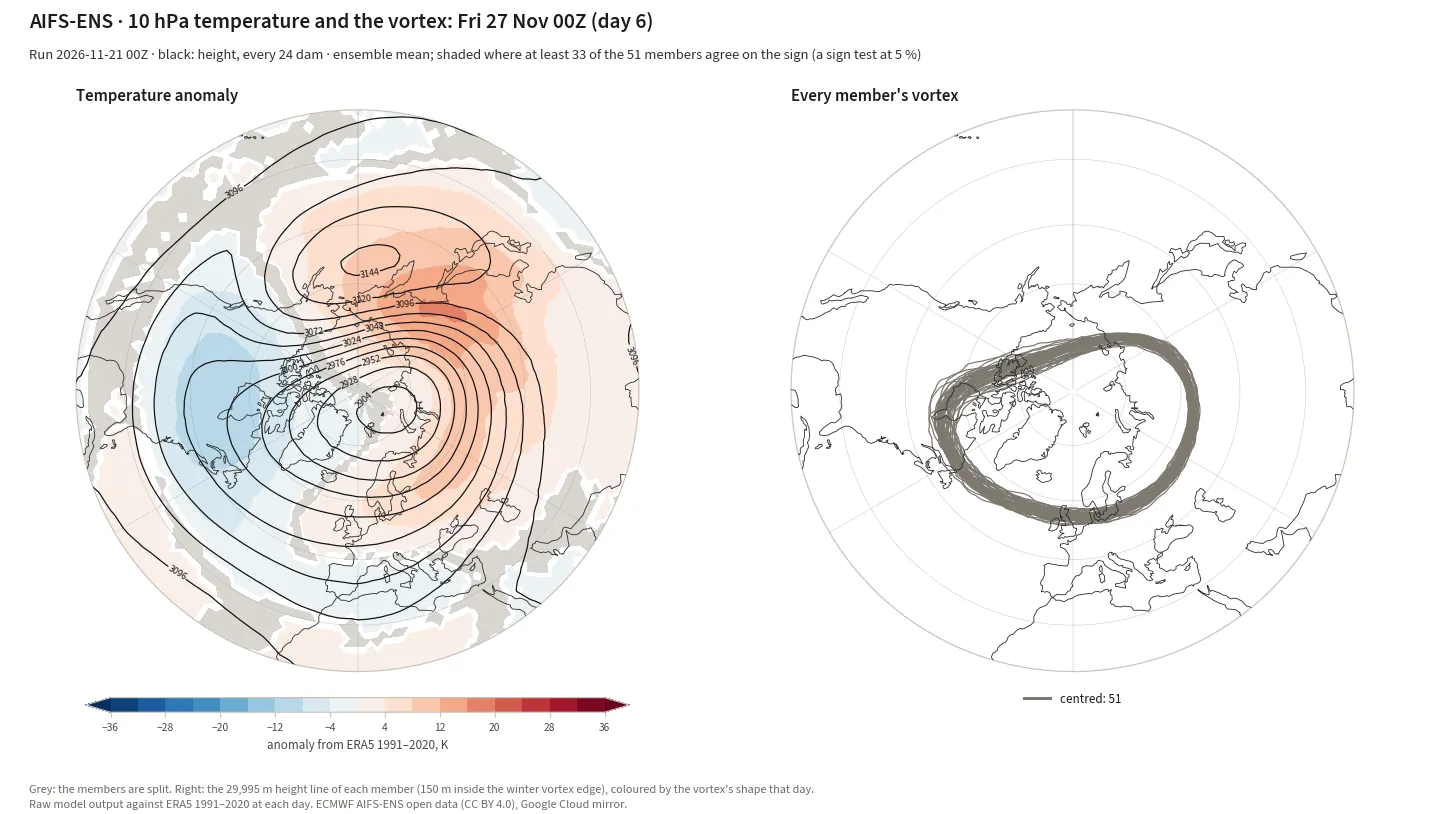 AIFS-ENS · 10 hPa temperature and the vortex: Fri 27 Nov 00Z (day 6)
Run 2026-11-21 00Z · black: height, every 24 dam · ensemble mean; shaded where at least 33 of the 51 members agree on the sign (a sign test at 5 %)
Temperature anomaly
Every member's vortex
3096
3144
3120
3096
3072
3048
3024
2976
2952
2928
2904
3096
3096
centred: 51
−36
−28
−20
−12
−4
4
12
20
28
36
anomaly from ERA5 1991–2020, K
Grey: the members are split. Right: the 29,995 m height line of each member (150 m inside the winter vortex edge), coloured by the vortex's shape that day.
Raw model output against ERA5 1991–2020 at each day. ECMWF AIFS-ENS open data (CC BY 4.0), Google Cloud mirror.